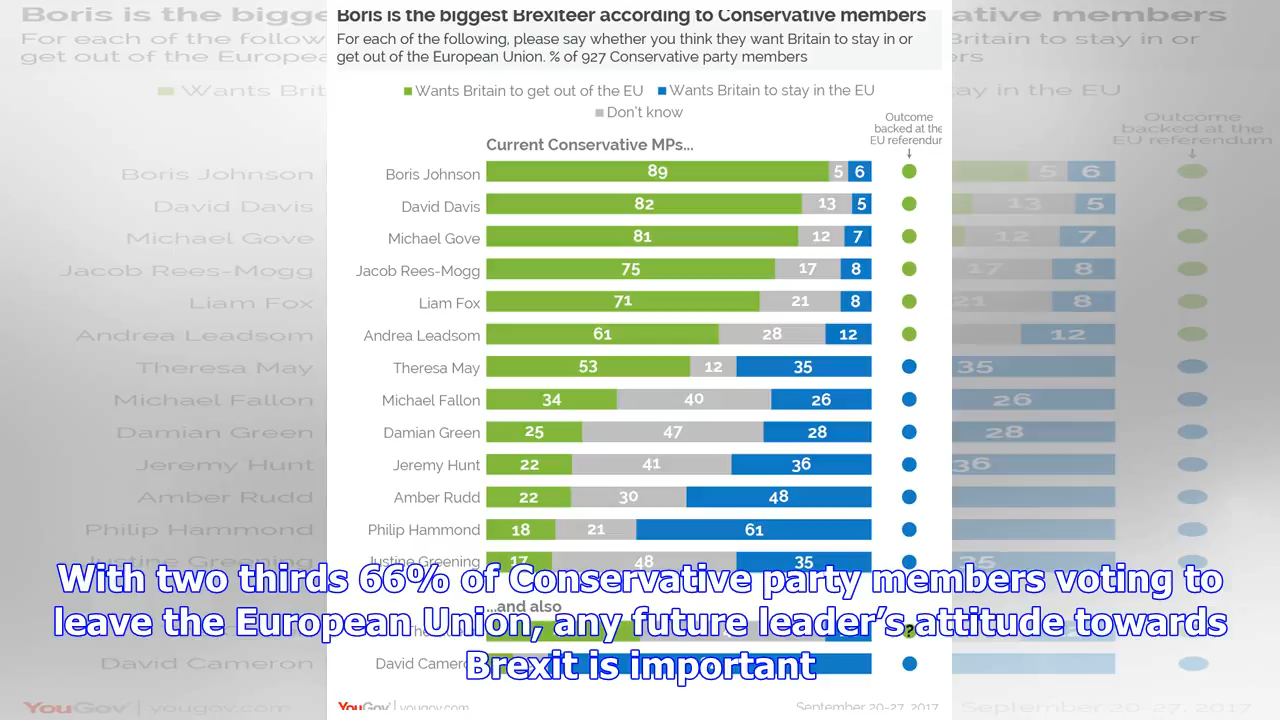 Boris is the biggest Brexiteer according to Conservative members
For each of the following, please say whether you think they want Britain to stay in or
get out of the European Union. % of 927 Conservative party members
Wants Britain to get out of the EU Wants Britain to stay in the EU
Don't know
Outcome
backed at the
EU referendum
Current Conservative MPs...
Boris Johnson 89 5 6
David Davis 82 13 5
Michael Gove 81 12 7
Jacob Rees-Mogg 75 17 8
Liam Fox 71 21 8
Andrea Leadsom 61 28 12
Theresa May 53 12 35
Michael Fallon 34 40 26
Damian Green 25 47 28
Jeremy Hunt 22 41 36
Amber Rudd 22 30 48
Philip Hammond 18 21 61
Justine Greening 17 48 35
With two thirds 66% of Conservative party members voting to
...and also
leave the European Union, any future leader's attitude towards
Brexit is important
David Cameron
YouGov | yougov.com September 20-27, 2017